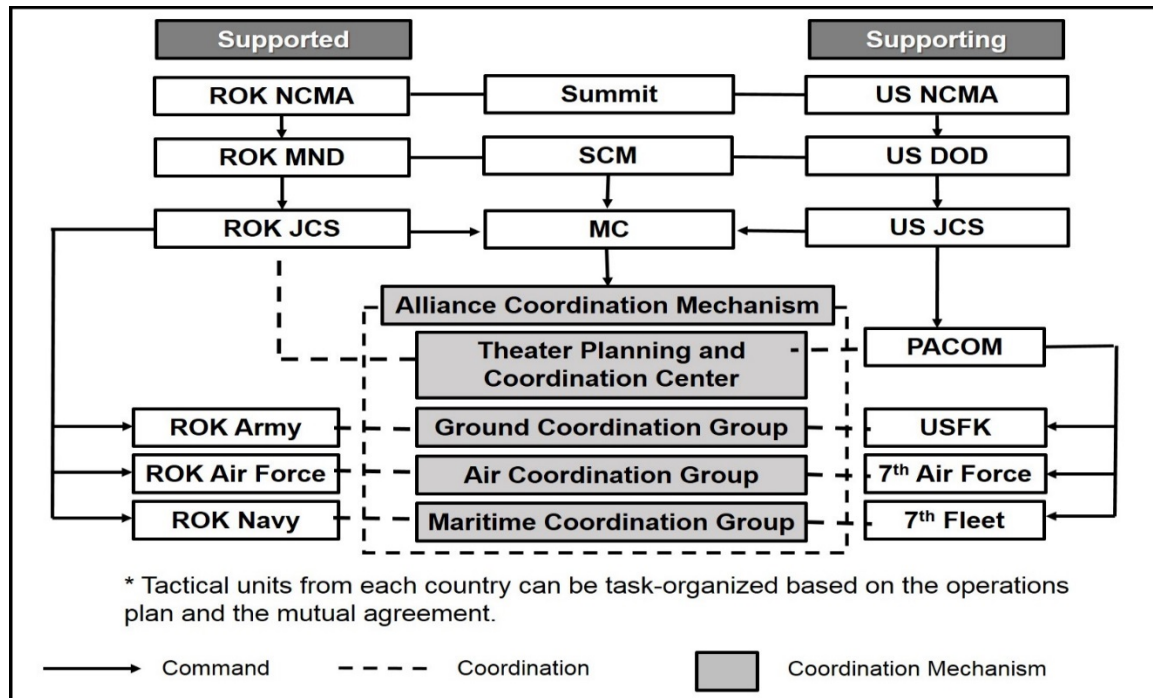 Supported
Supporting
ROK NCMA
Summit
US NCMA
ROK MND
SCM
US DOD
ROK JCS
MC
US JCS
Alliance Coordination Mechanism
Theater Planning and
Coordination Center
PACOM
ROK Army
Ground Coordination Group
USFK
ROK Air Force
Air Coordination Group
7th Air Force
ROK Navy
Maritime Coordination Group
7th Fleet
* Tactical units from each country can be task-organized based on the operations
plan and the mutual agreement.
Command
Coordination
Coordination Mechanism